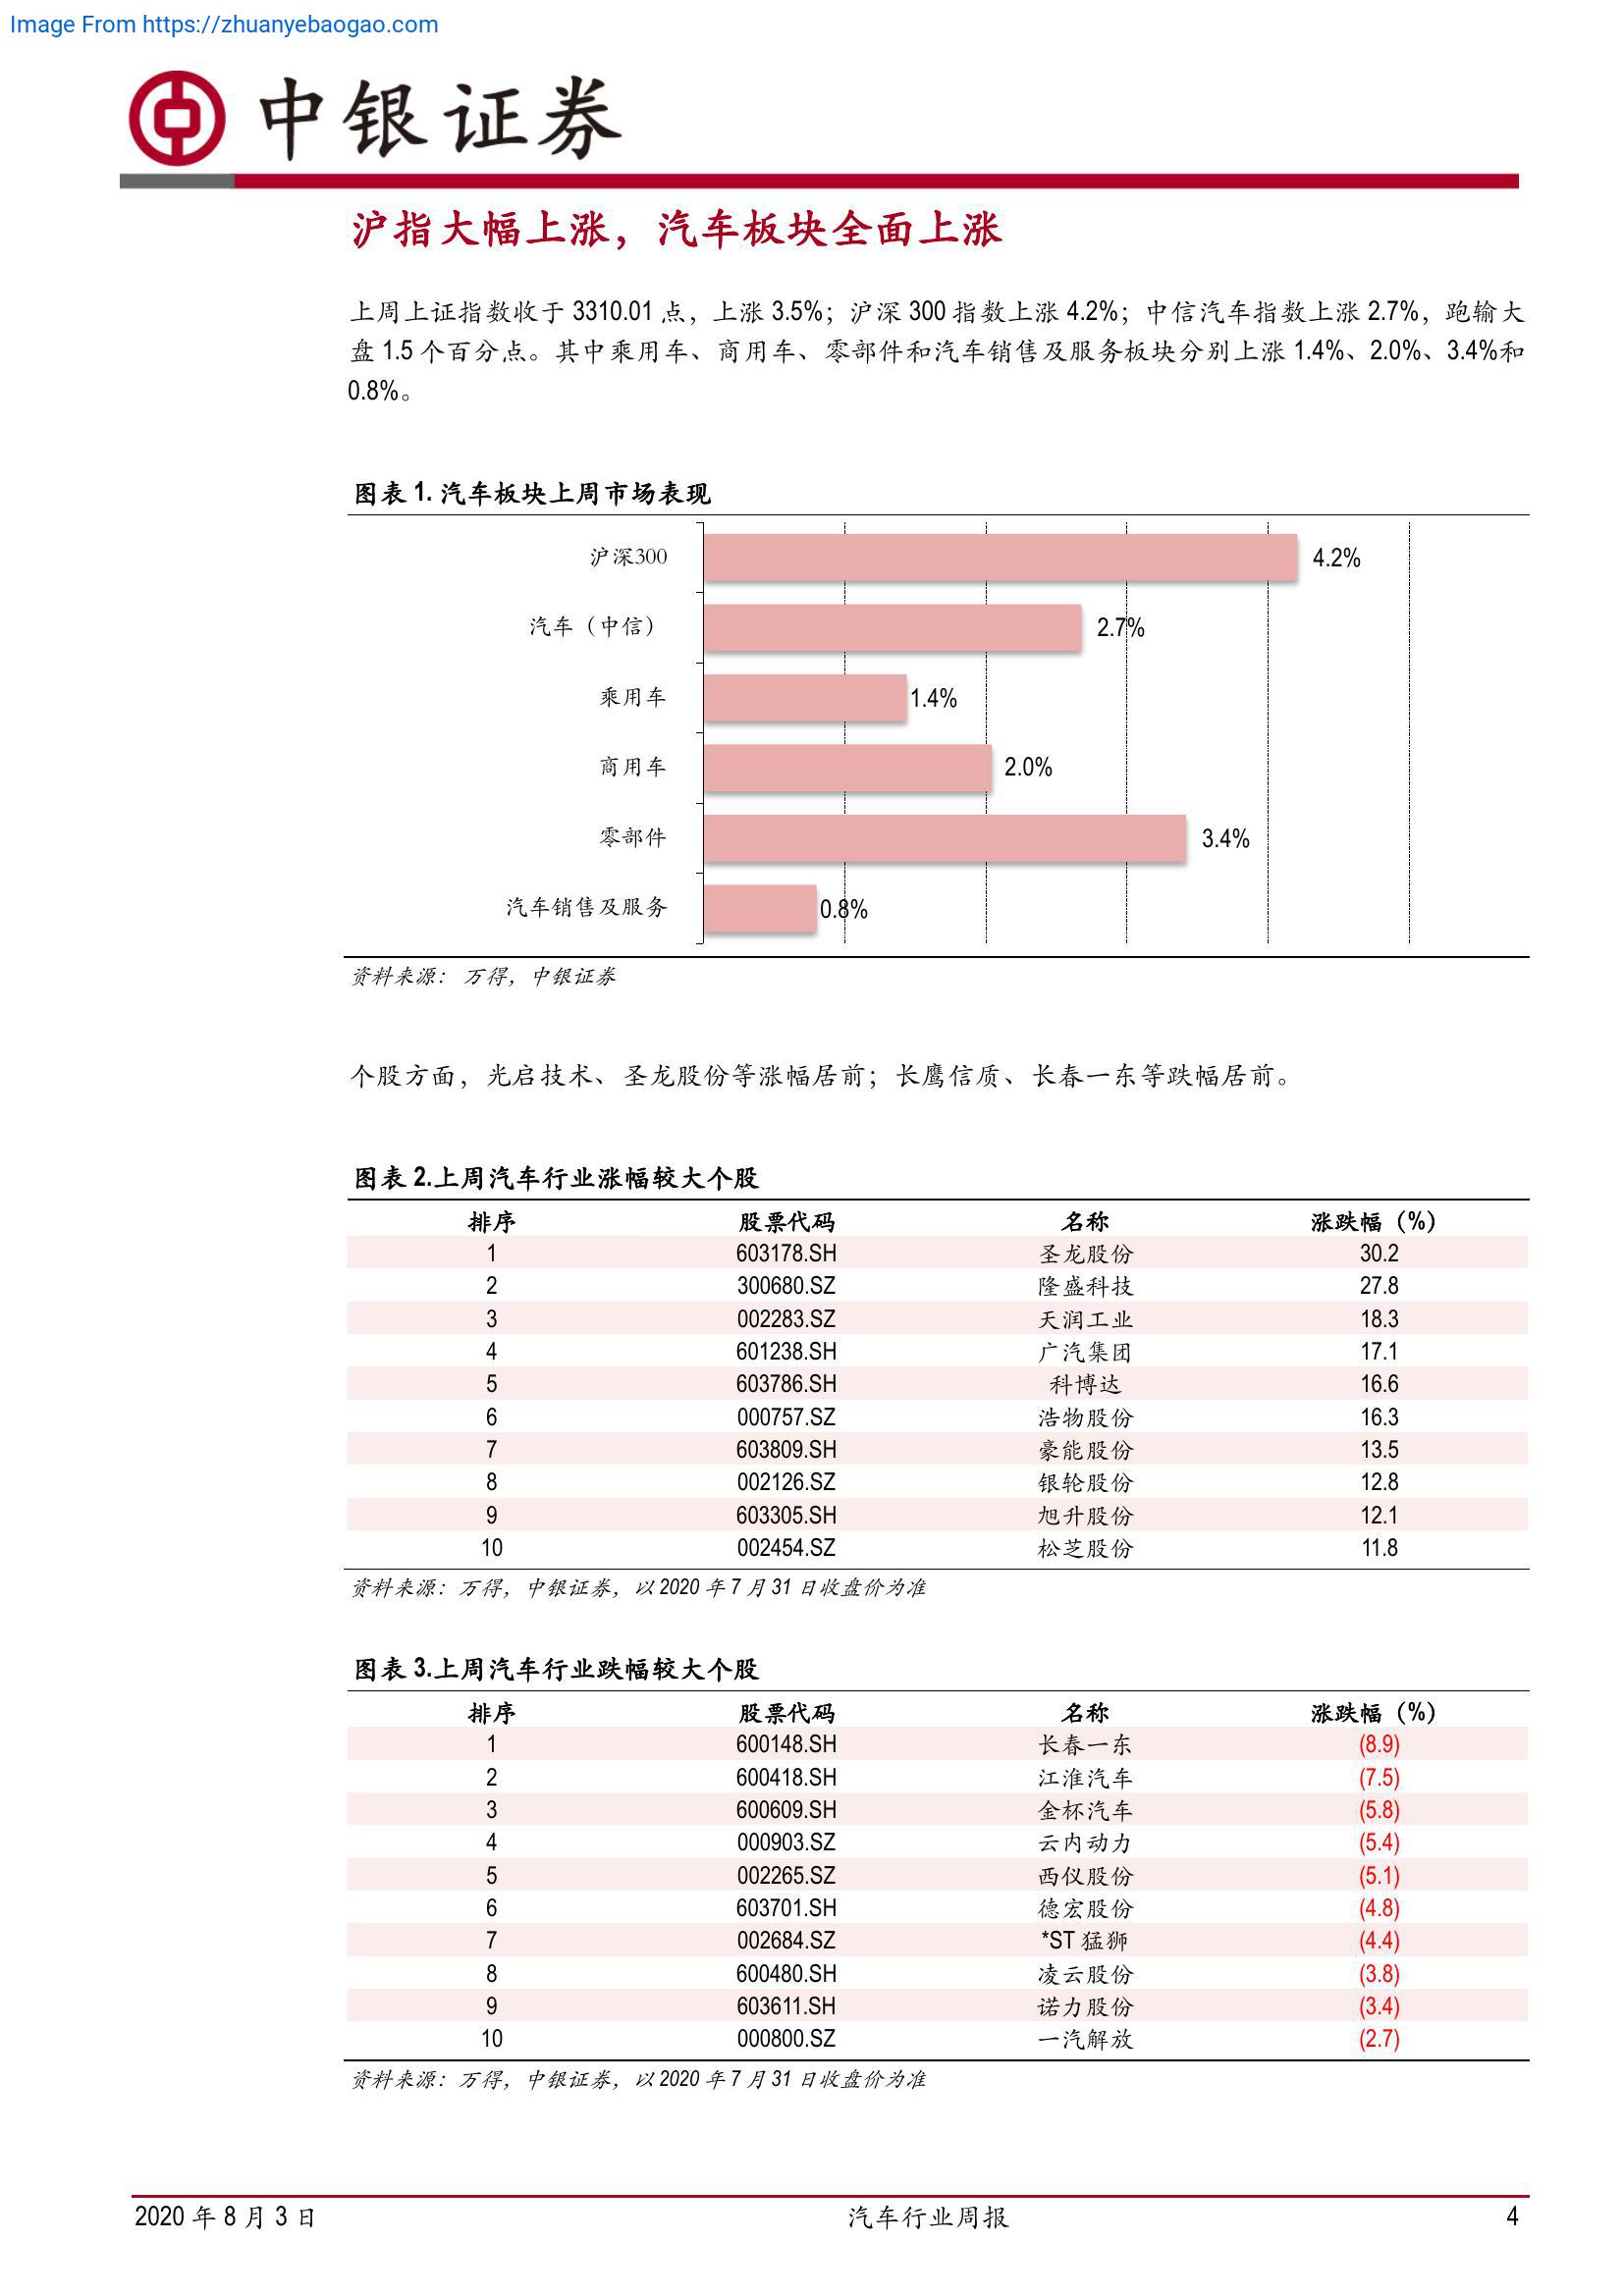 Image From https://zhuanyebaogao.com
中银证券
沪指大幅上涨，汽车板块全面上涨
上周上证指数收于 3310.01 点，上涨 3.5%；沪深 300 指数上涨 4.2%；中信汽车指数上涨 2.7%，跑输大
盘 1.5 个百分点。其中乘用车、商用车、零部件和汽车销售及服务板块分别上涨 1.4%、2.0%、3.4%和
0.8%。
图表 1. 汽车板块上周市场表现
沪深300 4.2%
汽车（中信） 2.7%
乘用车 1.4%
商用车 2.0%
零部件 3.4%
汽车销售及服务 0.8%
资料来源： 万得，中银证券
个股方面，光启技术、圣龙股份等涨幅居前；长鹰信质、长春一东等跌幅居前。
图表 2.上周汽车行业涨幅较大个股
排序 股票代码 名称 涨跌幅（%）
1 603178.SH 圣龙股份 30.2
2 300680.SZ 隆盛科技 27.8
3 002283.SZ 天润工业 18.3
4 601238.SH 广汽集团 17.1
5 603786.SH 科博达 16.6
6 000757.SZ 浩物股份 16.3
7 603809.SH 豪能股份 13.5
8 002126.SZ 银轮股份 12.8
9 603305.SH 旭升股份 12.1
10 002454.SZ 松芝股份 11.8
资料来源：万得，中银证券，以 2020 年 7 月 31 日收盘价为准
图表 3.上周汽车行业跌幅较大个股
排序 股票代码 名称 涨跌幅（%）
1 600148.SH 长春一东 (8.9)
2 600418.SH 江淮汽车 (7.5)
3 600609.SH 金杯汽车 (5.8)
4 000903.SZ 云内动力 (5.4)
5 002265.SZ 西仪股份 (5.1)
6 603701.SH 德宏股份 (4.8)
7 002684.SZ *ST 猛狮 (4.4)
8 600480.SH 凌云股份 (3.8)
9 603611.SH 诺力股份 (3.4)
10 000800.SZ 一汽解放 (2.7)
资料来源：万得，中银证券，以 2020 年 7 月 31 日收盘价为准
2020 年 8 月 3 日 汽车行业周报 4